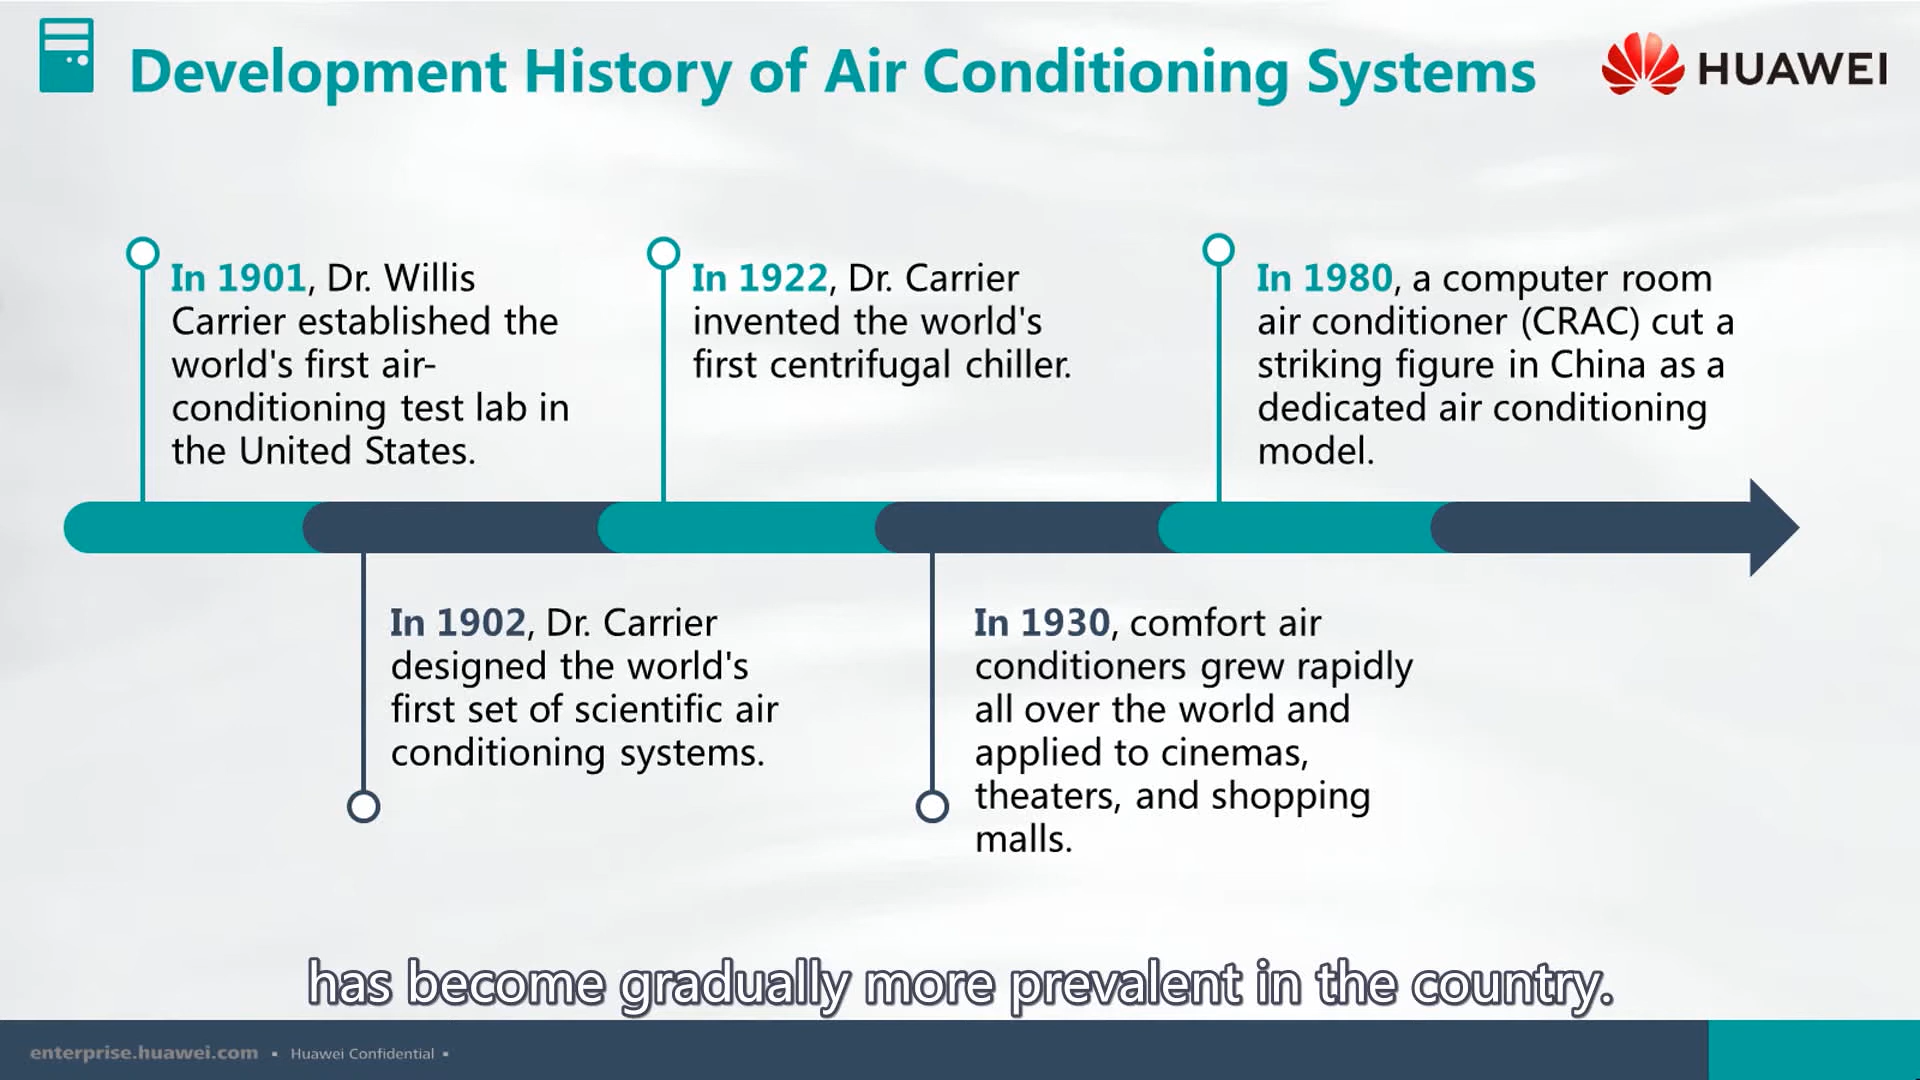 Development History of Air Conditioning Systems
HUAWEI
In 1901, Dr. Willis
Carrier established the
world's first air-
conditioning test lab in
the United States.
In 1922, Dr. Carrier
invented the world's
first centrifugal chiller.
In 1980, a computer room
air conditioner (CRAC) cut a
striking figure in China as a
dedicated air conditioning
model.
In 1902, Dr. Carrier
designed the world's
first set of scientific air
conditioning systems.
In 1930, comfort air
conditioners grew rapidly
all over the world and
applied to cinemas,
theaters, and shopping
malls.
has become gradually more prevalent in the country.
enterprise.huawei.com ▪ Huawei Confidential ▪